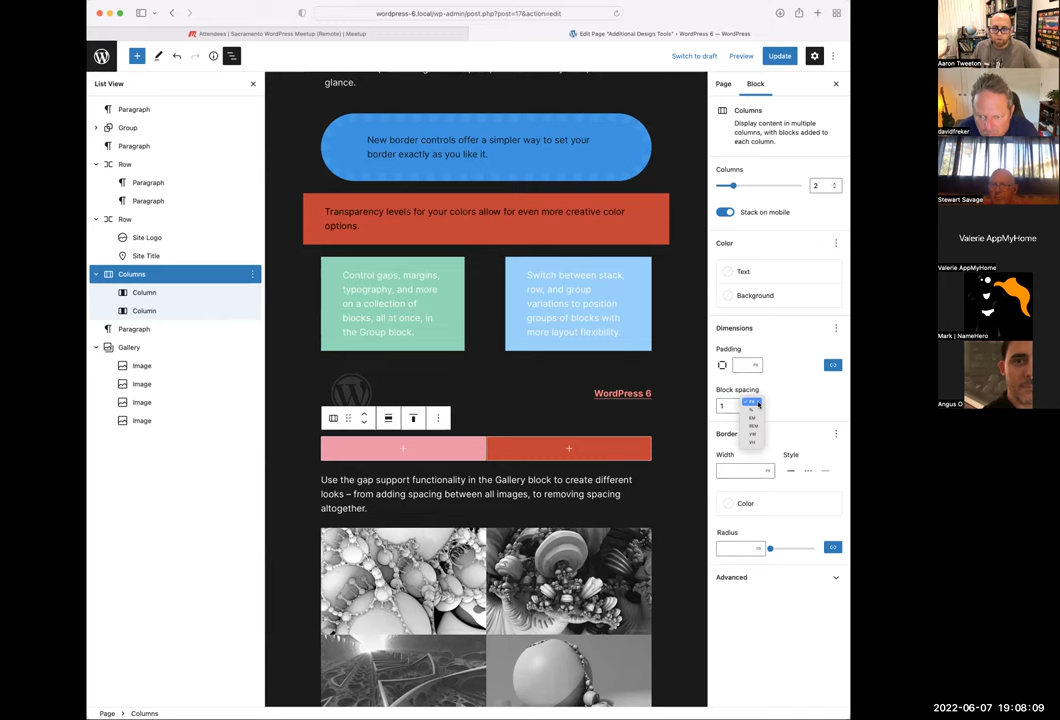 wordpress-6.local/wp-admin/post.php?post=17&action=edit
Attendees | Sacramento WordPress Meetup (Remote) | Meetup
Edit Page "Additional Design Tools" ‹ WordPress 6 — WordPress
Switch to draft
Preview
Update
List View
Paragraph
Group
Paragraph
Row
Paragraph
Paragraph
Row
Site Logo
Site Title
Columns
Column
Column
Paragraph
Gallery
Image
Image
Image
Image
glance.
New border controls offer a simpler way to set your
border exactly as you like it.
Transparency levels for your colors allow for even more creative color
options.
Control gaps, margins,
typography, and more
on a collection of
blocks, all at once, in
the Group block.
Switch between stack,
row, and group
variations to position
groups of blocks with
more layout flexibility.
WordPress 6
Use the gap support functionality in the Gallery block to create different
looks – from adding spacing between all images, to removing spacing
altogether.
Page
Block
Columns
Display content in multiple
columns, with blocks added to
each column.
Columns
2
Stack on mobile
Color
Text
Background
Dimensions
Padding
PX
Block spacing
1
PX
%
EM
REM
VW
VH
Border
Width
Style
PX
Color
Radius
PX
Advanced
Page › Columns
Aaron Tweeton
davidfreker
Stewart Savage
Valerie AppMyHome
Valerie AppMyHome
Mark | NameHero
Angus O
2022-06-07 19:08:09